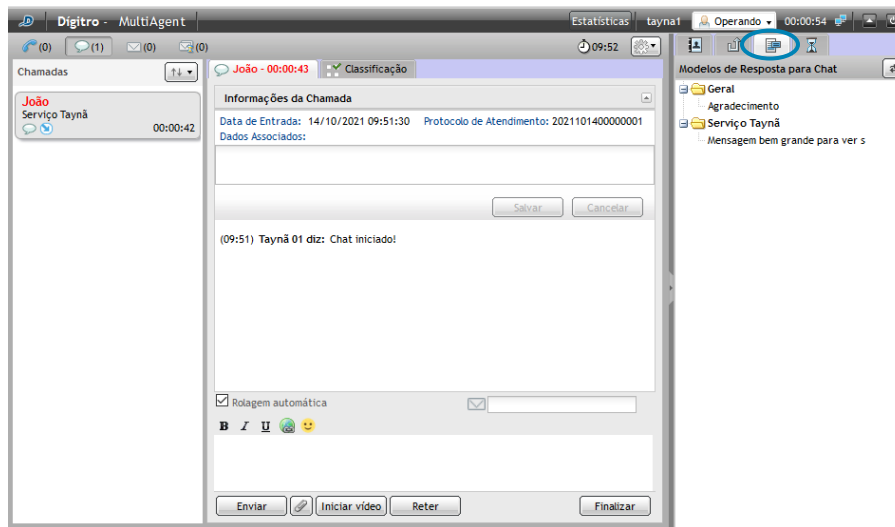 Dígitro - MultiAgent Estatísticas tayna1 Operando 00:00:54
(0) (1) (0) (0) 09:52
Chamadas
João
Serviço Taynã
00:00:42
João - 00:00:43 Classificação
Informações da Chamada
Data de Entrada: 14/10/2021 09:51:30 Protocolo de Atendimento: 2021101400000001
Dados Associados:
Salvar Cancelar
(09:51) Taynã 01 diz: Chat iniciado!
Rolagem automática
B I U
Enviar Iniciar vídeo Reter Finalizar
Modelos de Resposta para Chat
Geral
Agradecimento
Serviço Taynã
Mensagem bem grande para ver s